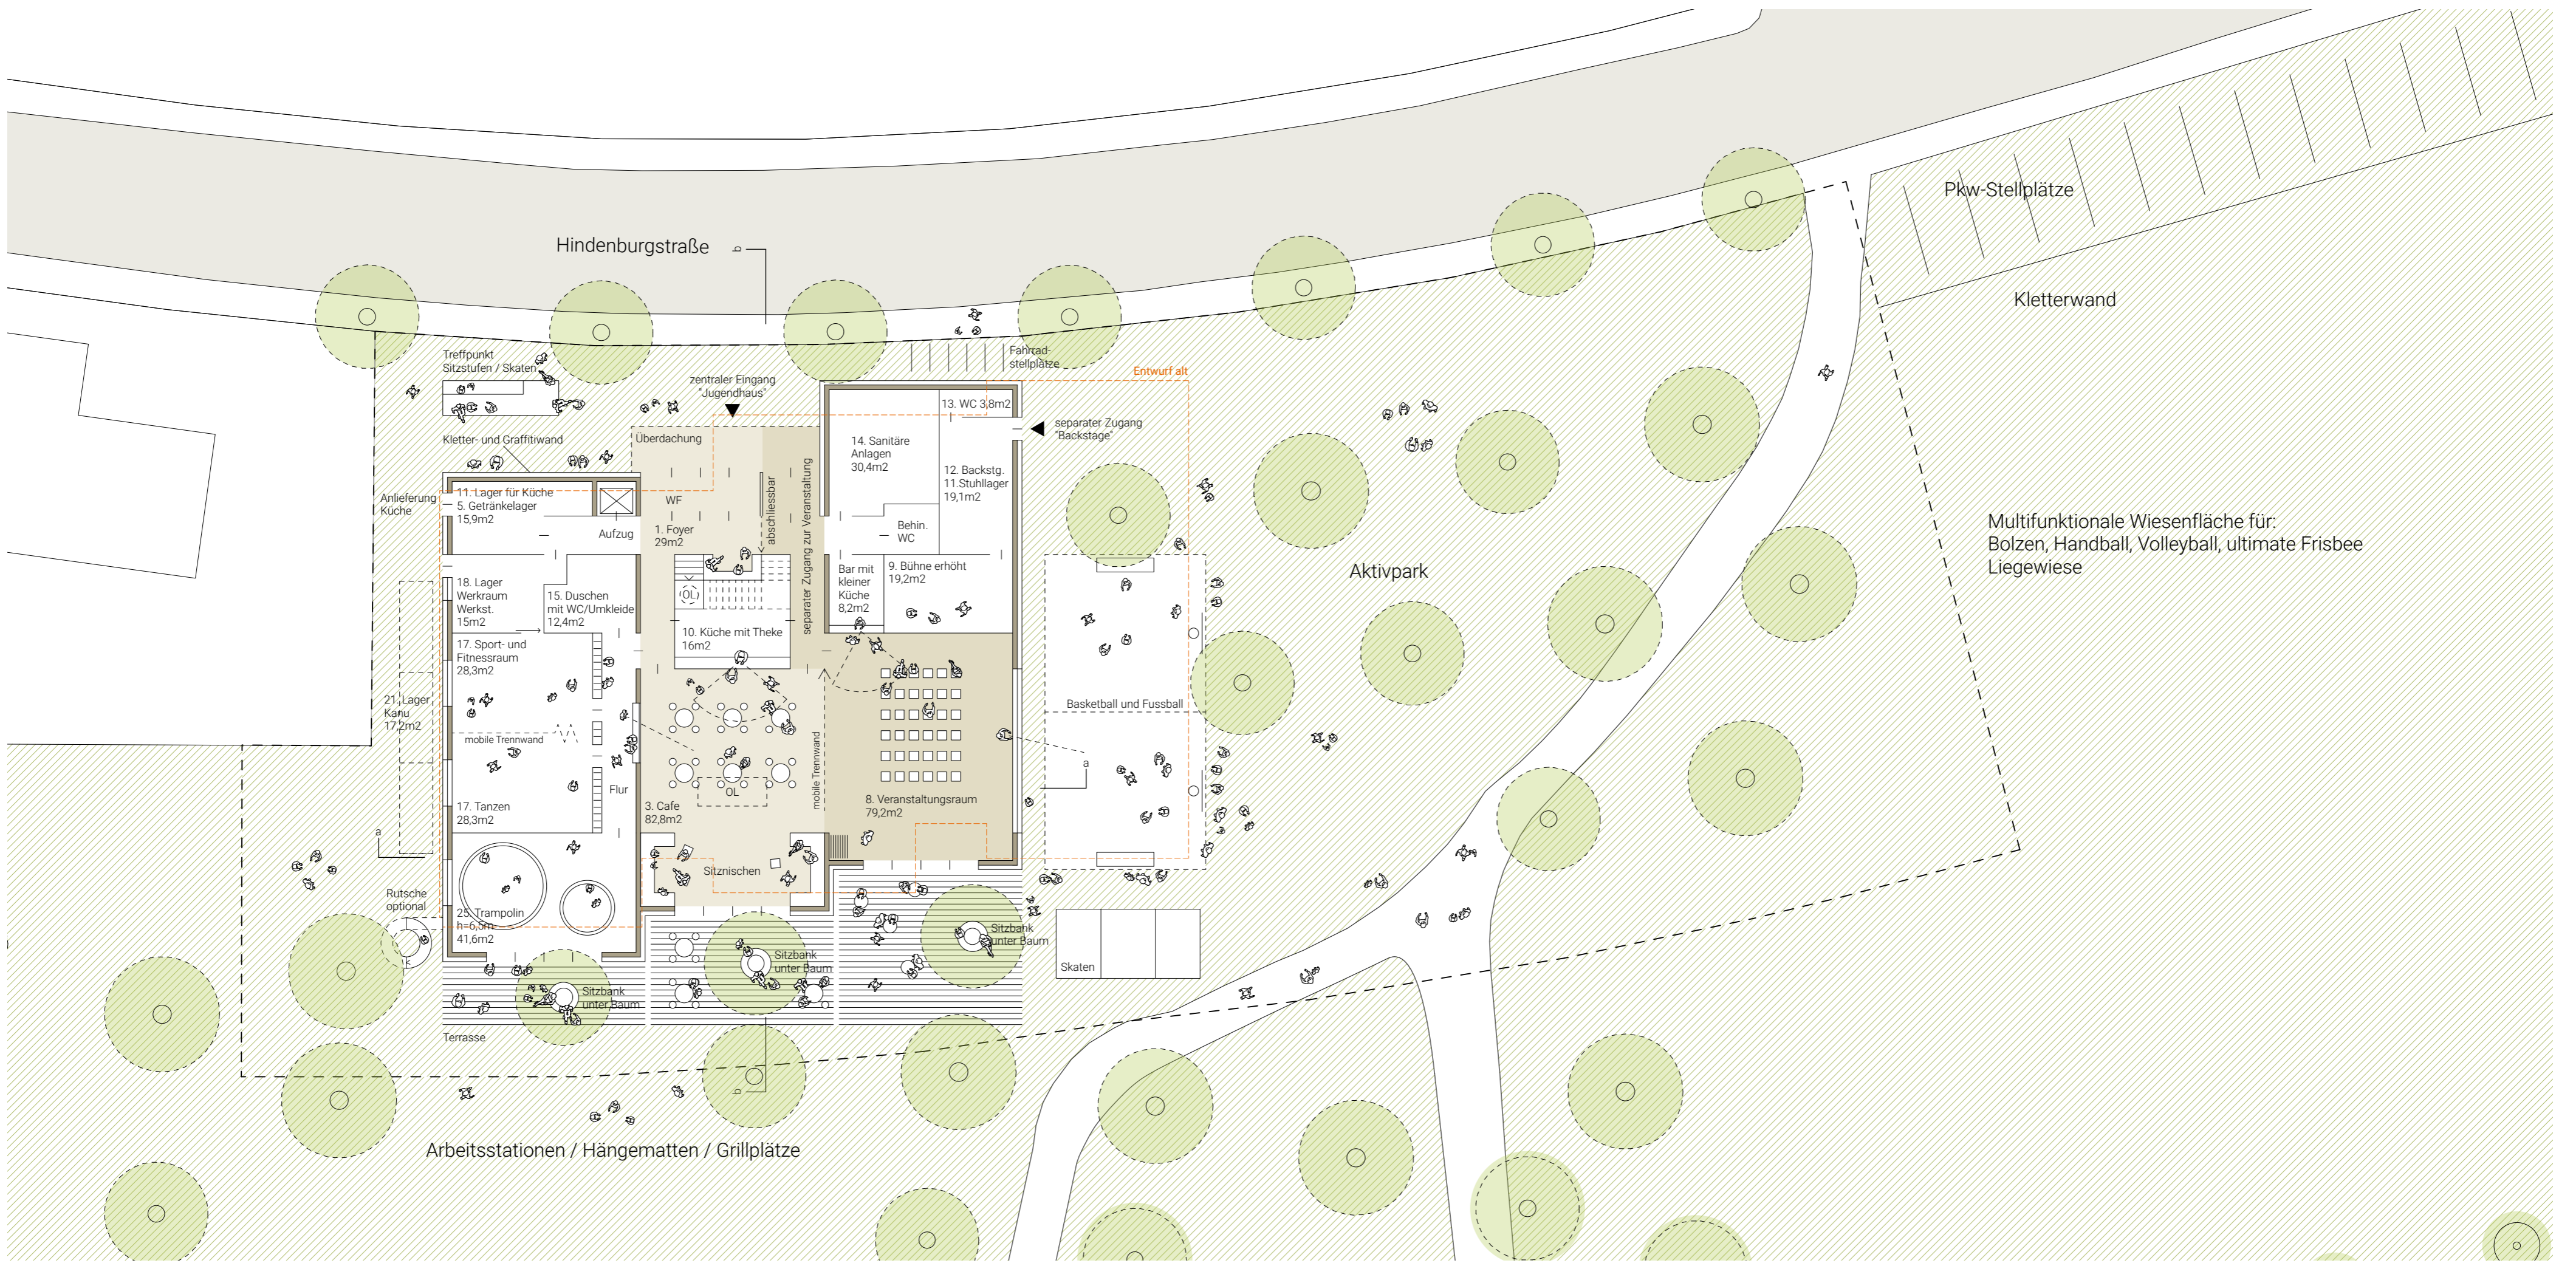 Hindenburgstraße
b
Pkw-Stellplätze
Kletterwand
Treffpunkt
Sitzstufen / Skaten
Fahrrad-
stellplätze
zentraler Eingang
"Jugendhaus"
Entwurf alt
Kletter- und Graffitiwand
Überdachung
13. WC 3,8m2
separater Zugang
"Backstage"
14. Sanitäre
Anlagen
30,4m2
12. Backstg.
11.Stuhllager
19,1m2
Anlieferung
Küche
11. Lager für Küche
5. Getränkelager
15,9m2
Aufzug
WF
1. Foyer
29m2
abschliessbar
separater Zugang zur Veranstaltung
Behin.
WC
Multifunktionale Wiesenfläche für:
Bolzen, Handball, Volleyball, ultimate Frisbee
Liegewiese
Aktivpark
18. Lager
Werkraum
Werkst.
15m2
15. Duschen
mit WC/Umkleide
12,4m2
OL
Bar mit
kleiner
Küche
8,2m2
9. Bühne erhöht
19,2m2
10. Küche mit Theke
16m2
17. Sport- und
Fitnessraum
28,3m2
21. Lager
Kanu
17,2m2
mobile Trennwand
Basketball und Fussball
mobile Trennwand
a
Flur
OL
17. Tanzen
28,3m2
3. Cafe
82,8m2
8. Veranstaltungsraum
79,2m2
a
Sitznischen
Rutsche
optional
25. Trampolin
h=6,5m
41,6m2
Sitzbank
unter Baum
Sitzbank
unter Baum
Sitzbank
unter Baum
Skaten
Terrasse
b
Arbeitsstationen / Hängematten / Grillplätze